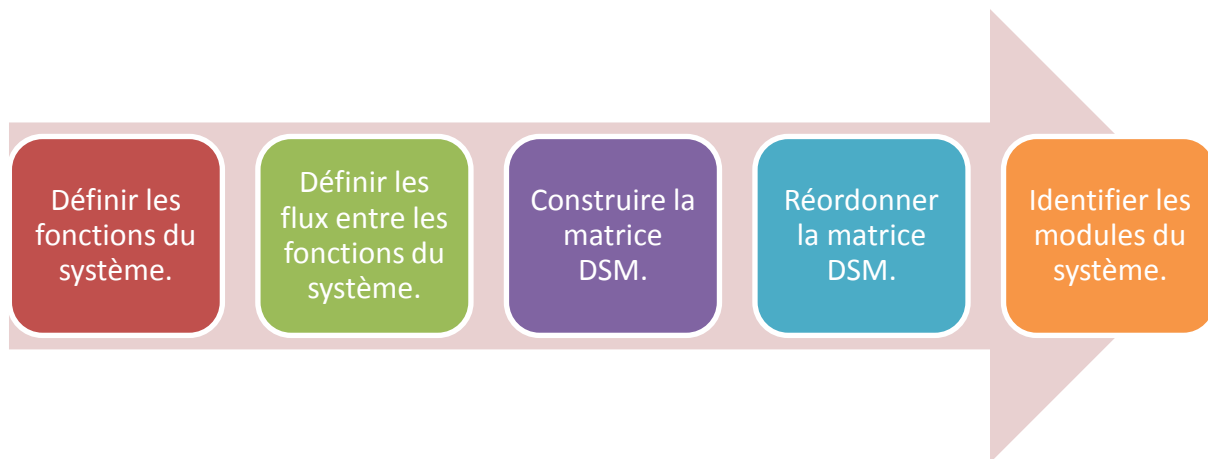 Définir les
fonctions du
système.
Définir les
flux entre les
fonctions du
système.
Construire la
matrice
DSM.
Réordonner
la matrice
DSM.
Identifier les
modules du
système.